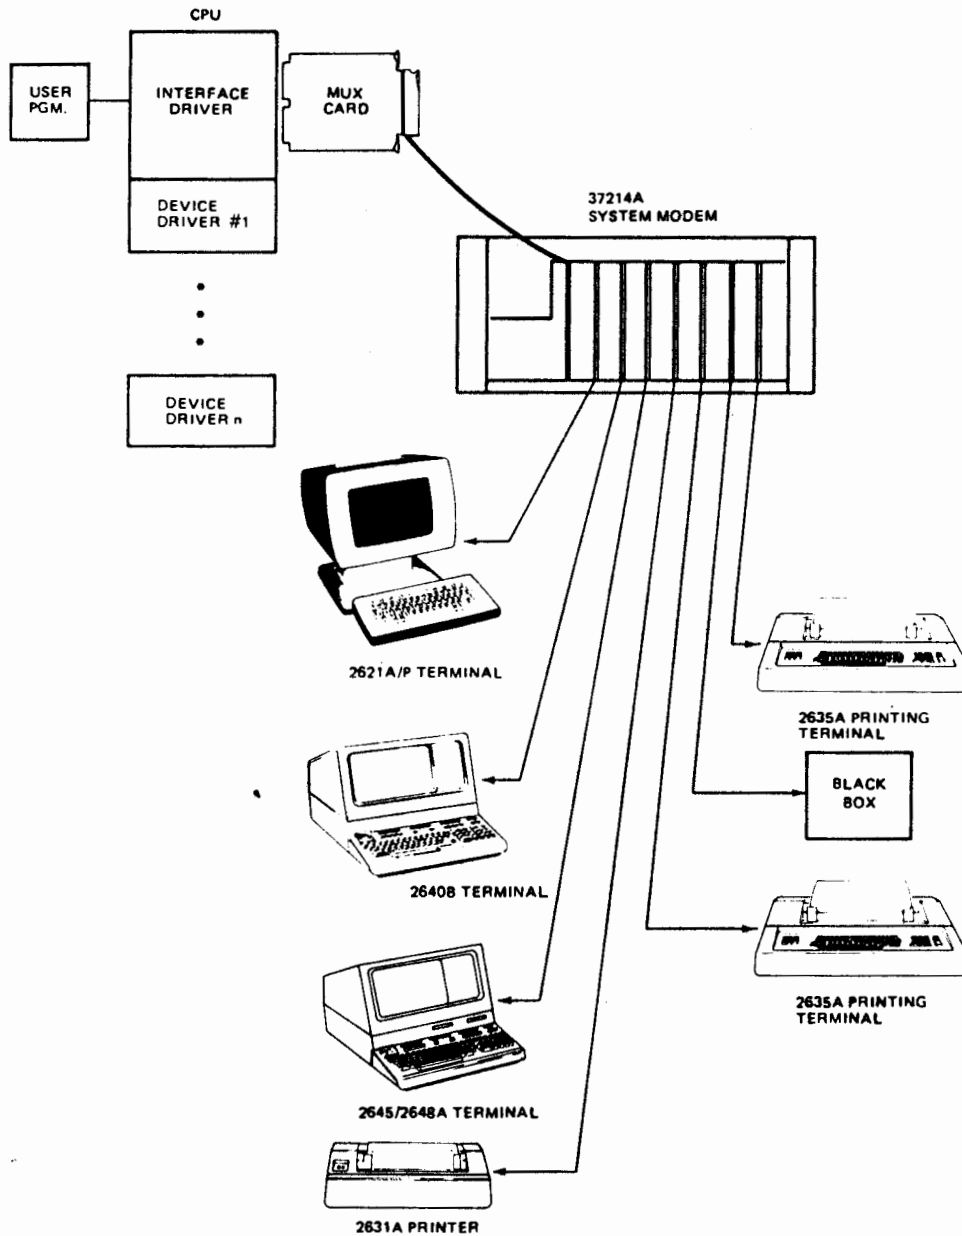 CPU
USER
PGM.
INTERFACE
DRIVER
MUX
CARD
DEVICE
DRIVER #1
37214A
SYSTEM MODEM
DEVICE
DRIVER n
2621A/P TERMINAL
2635A PRINTING
TERMINAL
BLACK
BOX
2640B TERMINAL
2635A PRINTING
TERMINAL
2645/2648A TERMINAL
2631A PRINTER